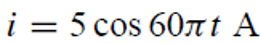 i = 5 cos 60πt A